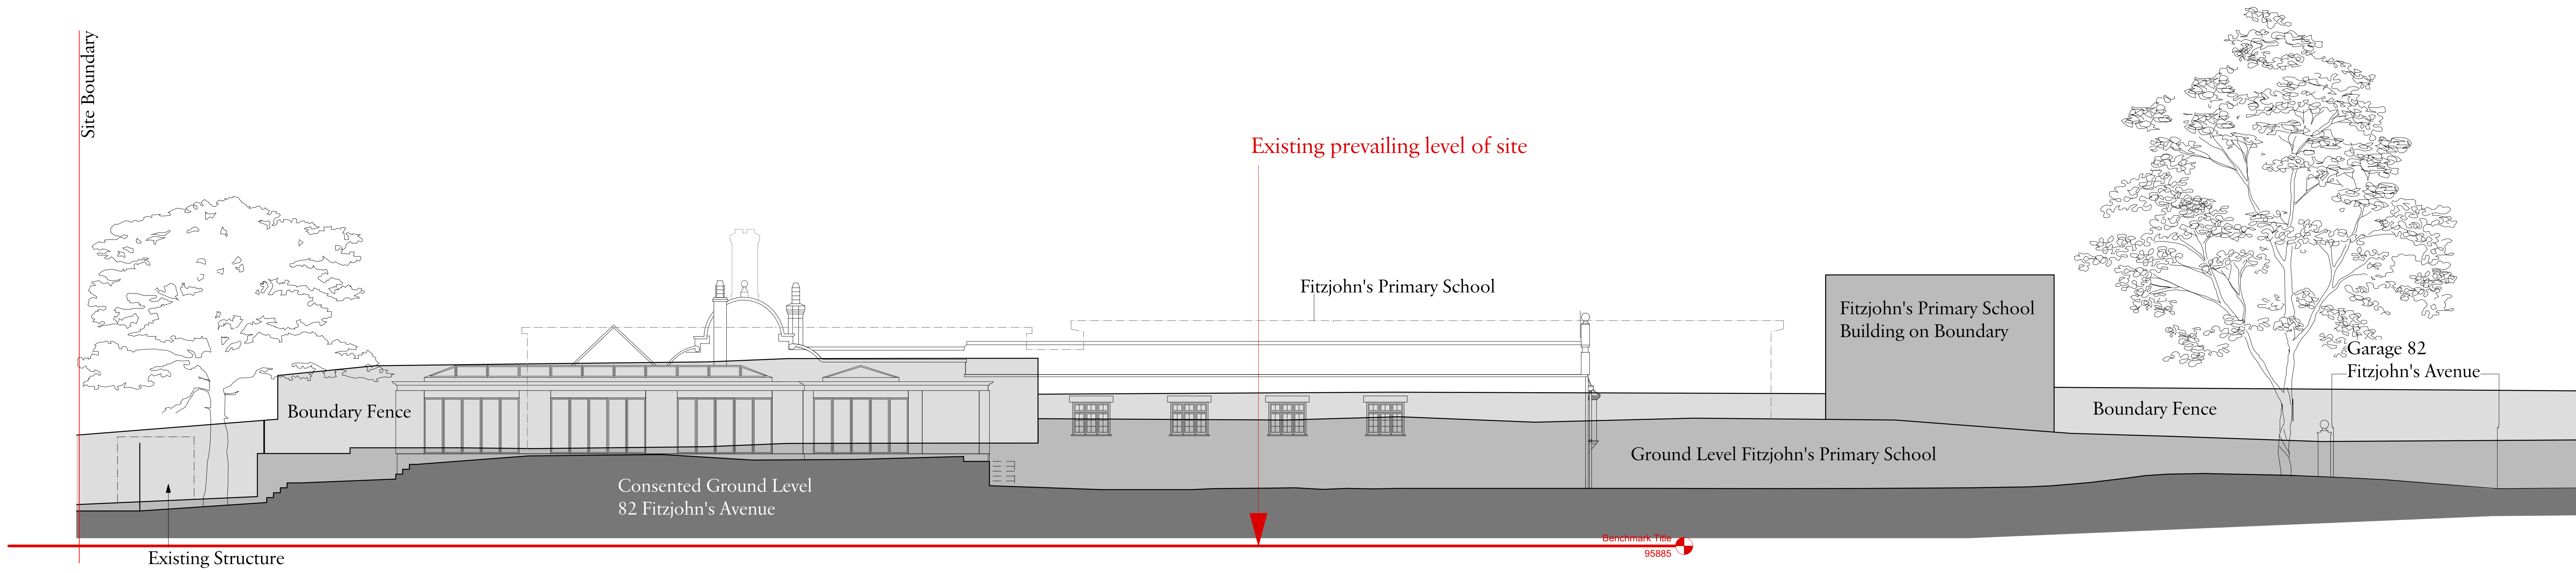 Site Boundary
Existing prevailing level of site
Fitzjohn's Primary School
Fitzjohn's Primary School
Building on Boundary
Garage 82
Fitzjohn's Avenue
Boundary Fence
Boundary Fence
Ground Level Fitzjohn's Primary School
Consented Ground Level
82 Fitzjohn's Avenue
Benchmark Title
95885
Existing Structure